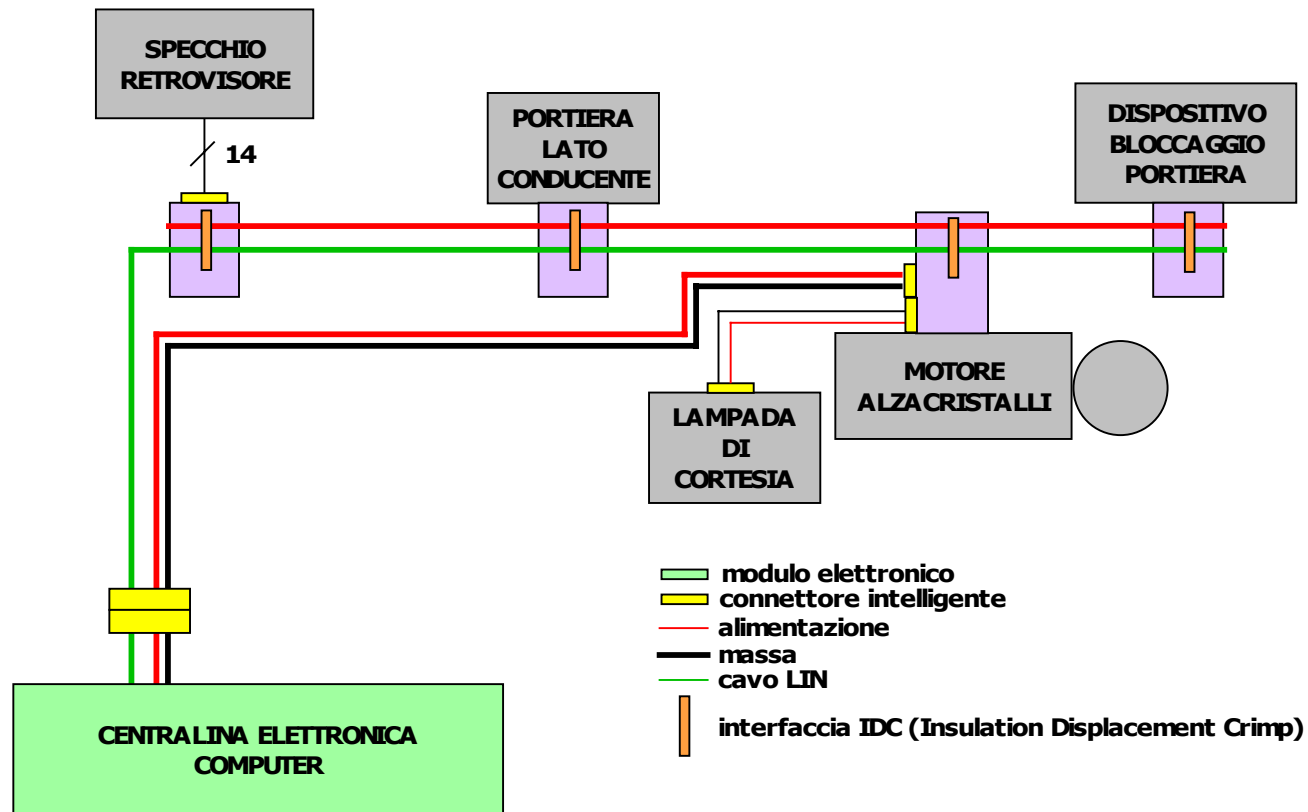 SPECCHIO
RETROVISORE
14
PORTIERA
LATO
CONDUCENTE
DISPOSITIVO
BLOCCAGGIO
PORTIERA
MOTORE
ALZACRISTALLI
LAMPADA
DI
CORTESIA
modulo elettronico
connettore intelligente
alimentazione
massa
cavo LIN
interfaccia IDC (Insulation Displacement Crimp)
CENTRALINA ELETTRONICA
COMPUTER